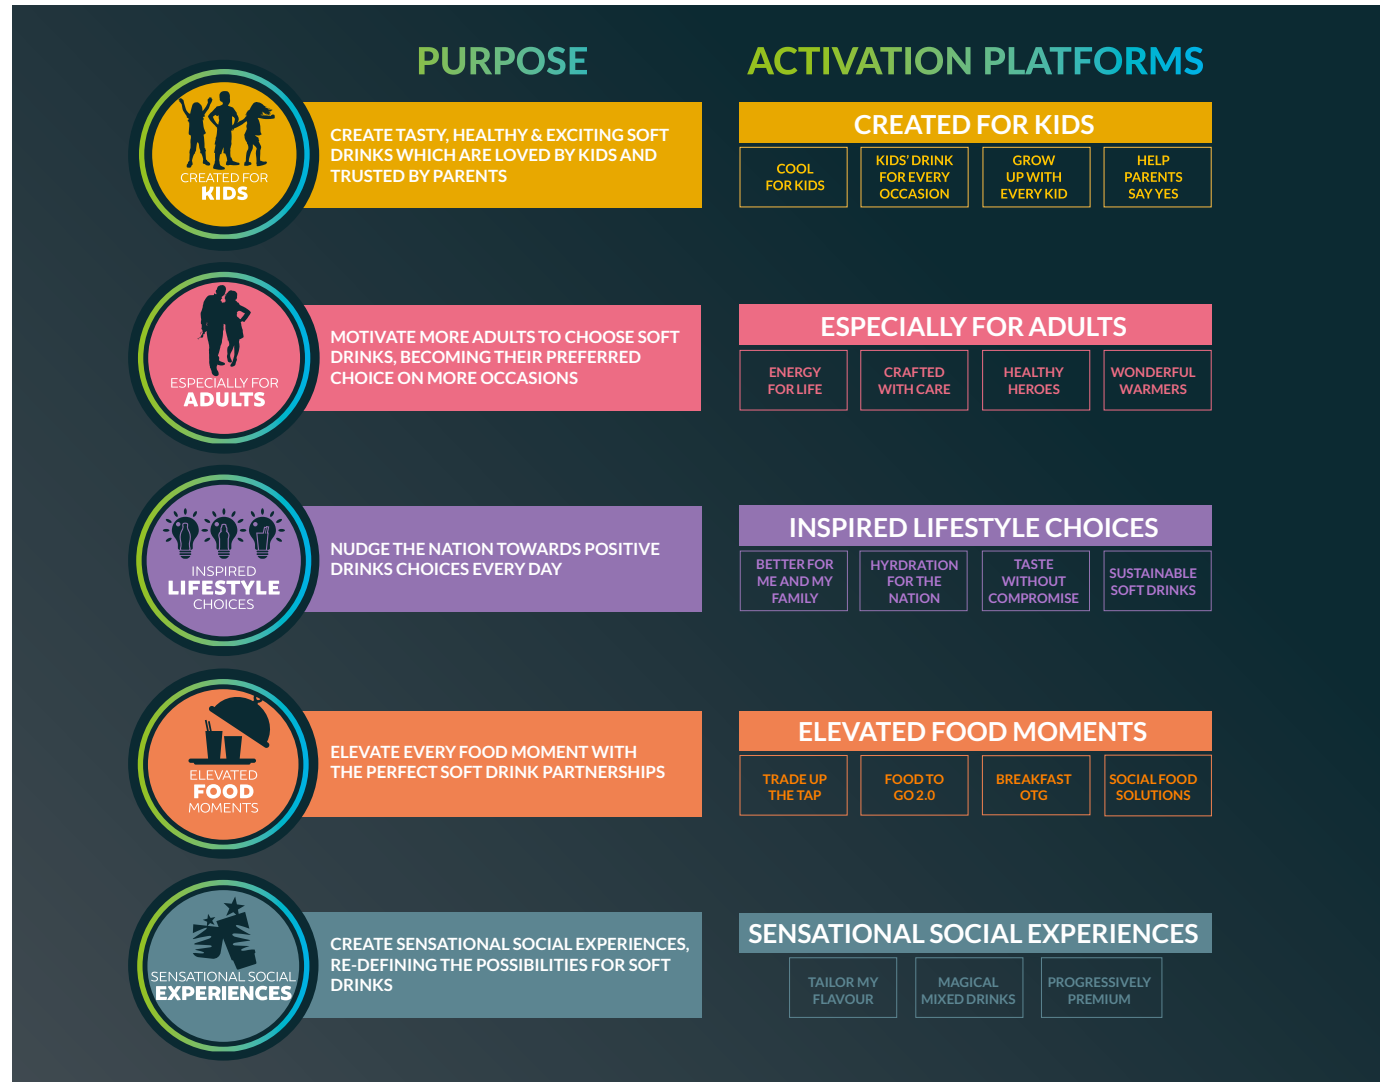 PURPOSE
ACTIVATION PLATFORMS
CREATED FOR
KIDS
CREATE TASTY, HEALTHY & EXCITING SOFT
DRINKS WHICH ARE LOVED BY KIDS AND
TRUSTED BY PARENTS
CREATED FOR KIDS
COOL
FOR KIDS
KIDS' DRINK
FOR EVERY
OCCASION
GROW
UP WITH
EVERY KID
HELP
PARENTS
SAY YES
ESPECIALLY FOR
ADULTS
MOTIVATE MORE ADULTS TO CHOOSE SOFT
DRINKS, BECOMING THEIR PREFERRED
CHOICE ON MORE OCCASIONS
ESPECIALLY FOR ADULTS
ENERGY
FOR LIFE
CRAFTED
WITH CARE
HEALTHY
HEROES
WONDERFUL
WARMERS
INSPIRED
LIFESTYLE
CHOICES
NUDGE THE NATION TOWARDS POSITIVE
DRINKS CHOICES EVERY DAY
INSPIRED LIFESTYLE CHOICES
BETTER FOR
ME AND MY
FAMILY
HYRDRATION
FOR THE
NATION
TASTE
WITHOUT
COMPROMISE
SUSTAINABLE
SOFT DRINKS
ELEVATED
FOOD
MOMENTS
ELEVATE EVERY FOOD MOMENT WITH
THE PERFECT SOFT DRINK PARTNERSHIPS
ELEVATED FOOD MOMENTS
TRADE UP
THE TAP
FOOD TO
GO 2.0
BREAKFAST
OTG
SOCIAL FOOD
SOLUTIONS
SENSATIONAL SOCIAL
EXPERIENCES
CREATE SENSATIONAL SOCIAL EXPERIENCES,
RE-DEFINING THE POSSIBILITIES FOR SOFT
DRINKS
SENSATIONAL SOCIAL EXPERIENCES
TAILOR MY
FLAVOUR
MAGICAL
MIXED DRINKS
PROGRESSIVELY
PREMIUM